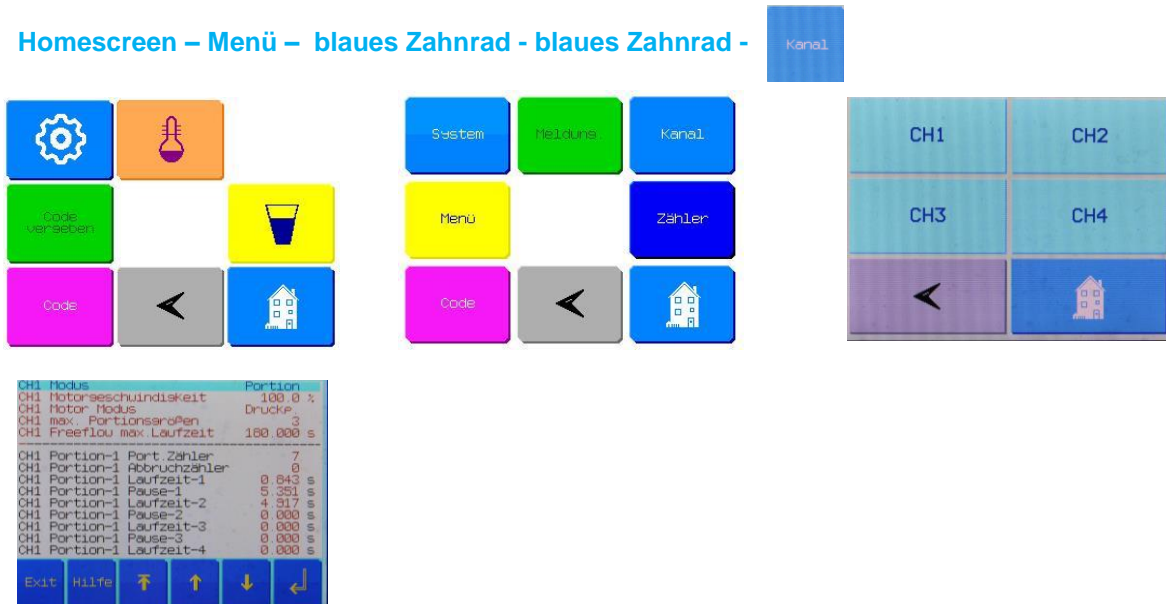 Homescreen – Menü – blaues Zahnrad - blaues Zahnrad -
Kanal
Code
vergeben
Code
System
Meldung.
Kanal
Menü
Zähler
Code
CH1
CH2
CH3
CH4
CH1 Modus Portion
CH1 Motorgeschwindigkeit 100.0 %
CH1 Motor Modus Druckp.
CH1 max. Portionsgrößen 3
CH1 Freeflow max.Laufzeit 180.000 s
CH1 Portion-1 Port.Zähler 7
CH1 Portion-1 Abbruchzähler 0
CH1 Portion-1 Laufzeit-1 0.843 s
CH1 Portion-1 Pause-1 5.351 s
CH1 Portion-1 Laufzeit-2 4.917 s
CH1 Portion-1 Pause-2 0.000 s
CH1 Portion-1 Laufzeit-3 0.000 s
CH1 Portion-1 Pause-3 0.000 s
CH1 Portion-1 Laufzeit-4 0.000 s
Exit Hilfe